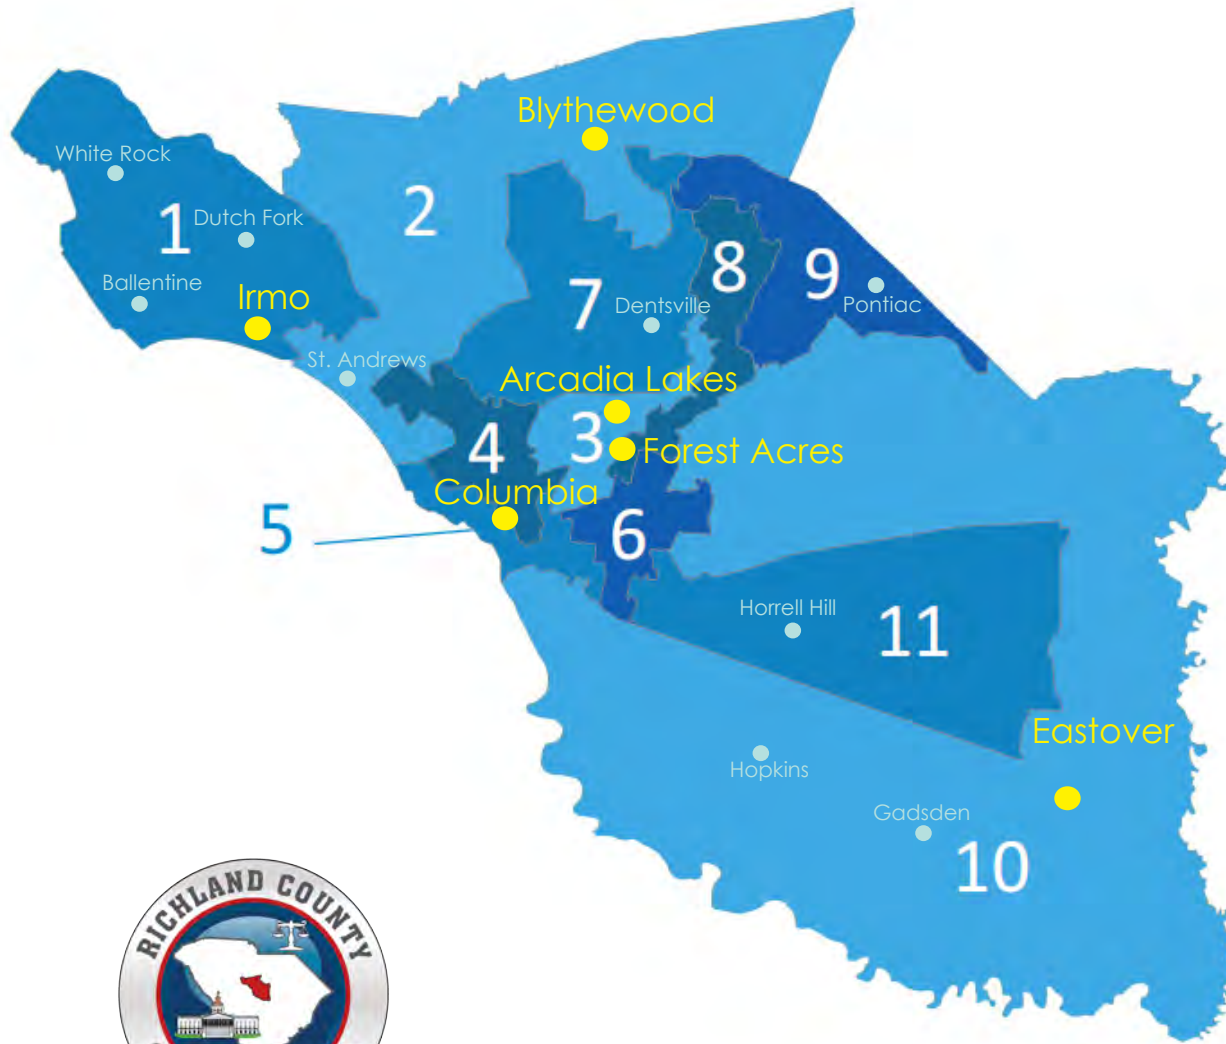 Blythewood
White Rock
2
1
Dutch Fork
8
9
Ballentine
Irmo
7
Dentsville
Pontiac
St. Andrews
Arcadia Lakes
4
3
Forest Acres
Columbia
5
6
Horrell Hill
11
Eastover
Hopkins
Gadsden
10
RICHLAND COUNTY